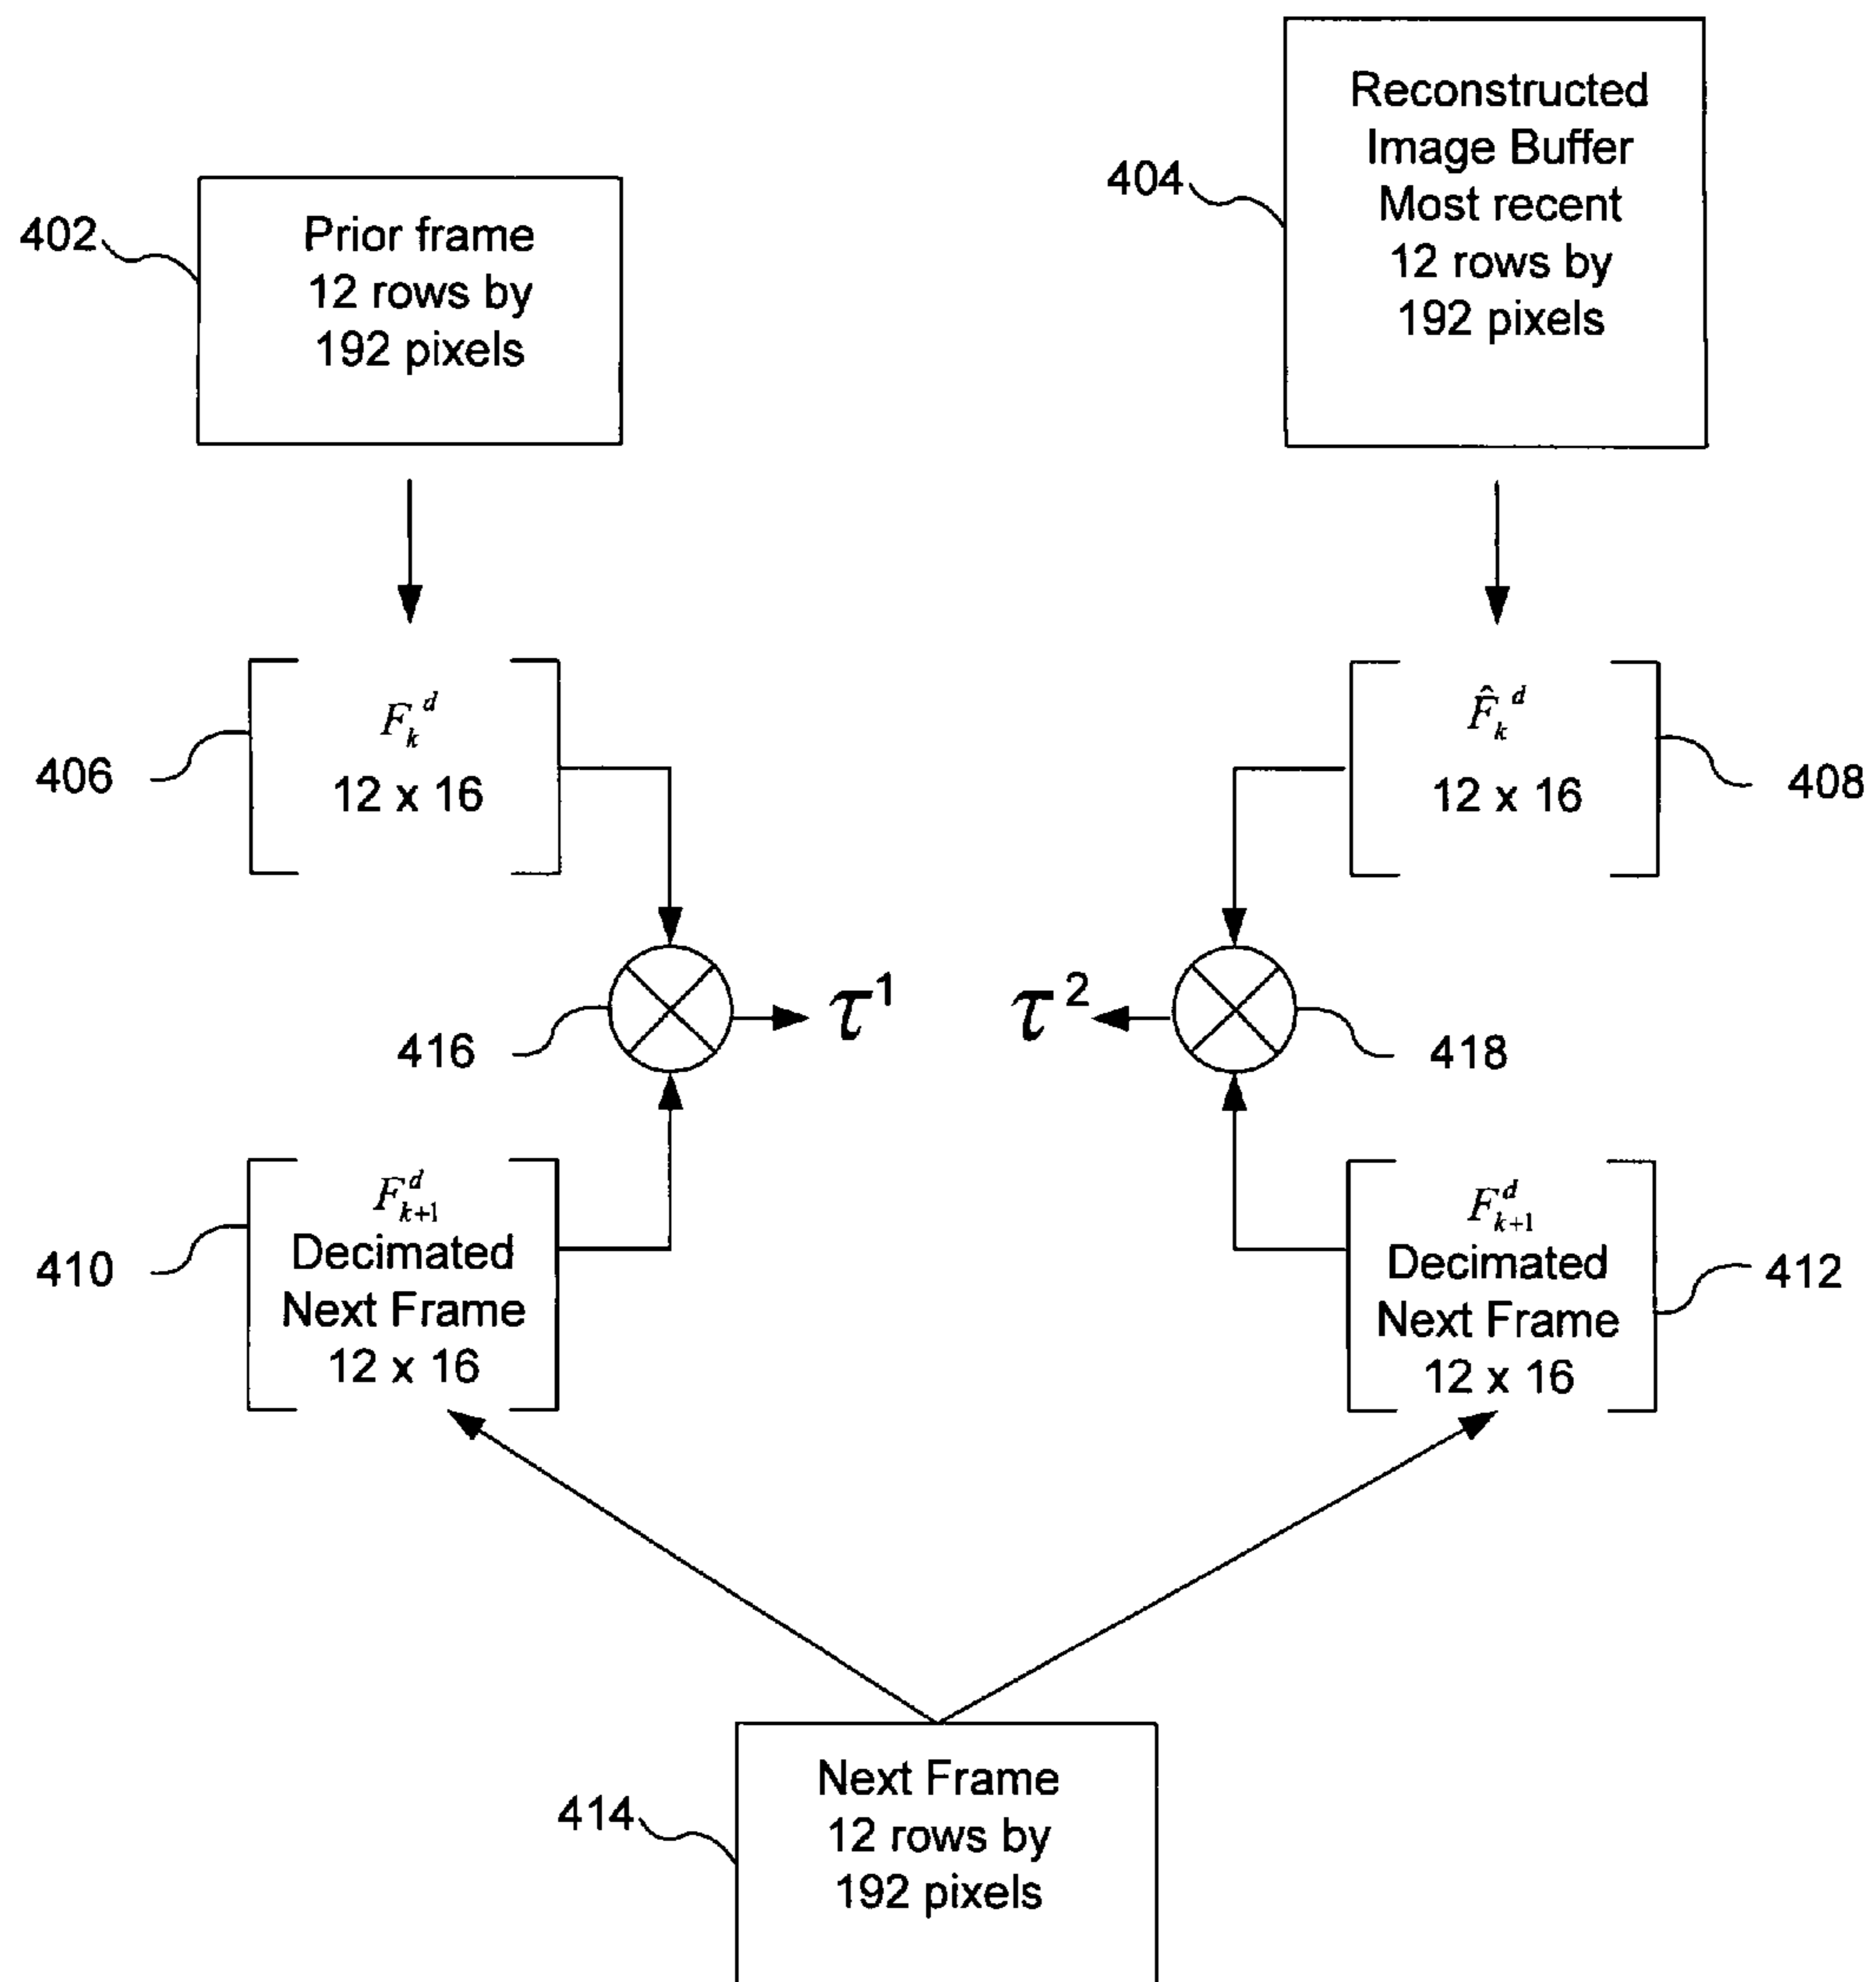 Reconstructed
Image Buffer
Most recent
12 rows by
192 pixels
404
Prior frame
12 rows by
192 pixels
402
F_k^d
12 x 16
406
F̂_k^d
12 x 16
408
416
τ^1
τ^2
418
F_{k+1}^d
Decimated
Next Frame
12 x 16
410
F_{k+1}^d
Decimated
Next Frame
12 x 16
412
Next Frame
12 rows by
192 pixels
414